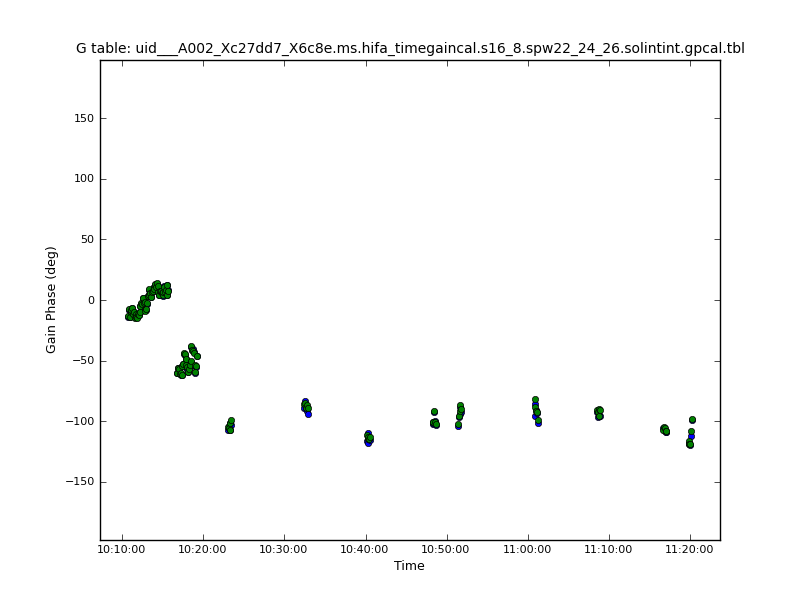 G table: uid___A002_Xc27dd7_X6c8e.ms.hifa_timegaincal.s16_8.spw22_24_26.solintint.gpcal.tbl
Gain Phase (deg)
150
100
50
0
−50
−100
−150
10:10:00 10:20:00 10:30:00 10:40:00 10:50:00 11:00:00 11:10:00 11:20:00
Time